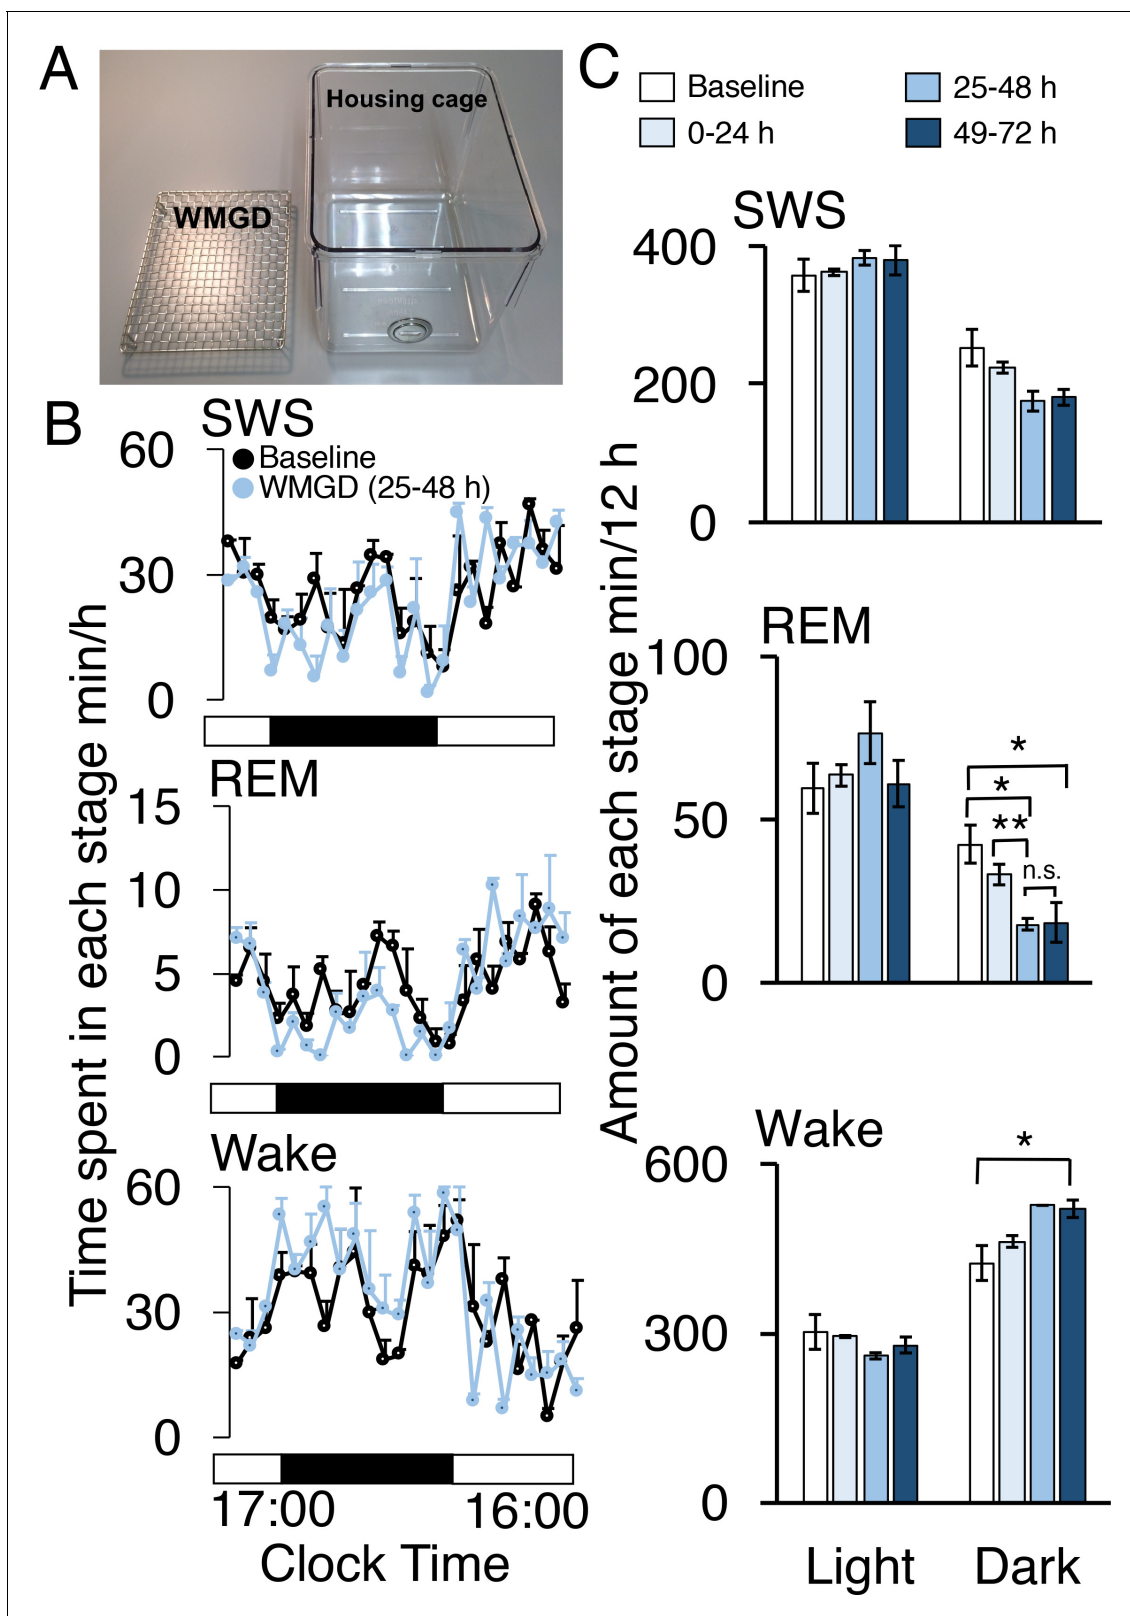 A
Housing cage
WMGD
B
SWS
60
Baseline
WMGD (25-48 h)
30
0
REM
15
10
5
0
Wake
60
30
0
17:00
16:00
Clock Time
Time spent in each stage min/h
C
Baseline
25-48 h
0-24 h
49-72 h
SWS
400
200
0
REM
100
*
*
**
n.s.
50
0
Wake
600
*
300
0
Light
Dark
Amount of each stage min/12 h